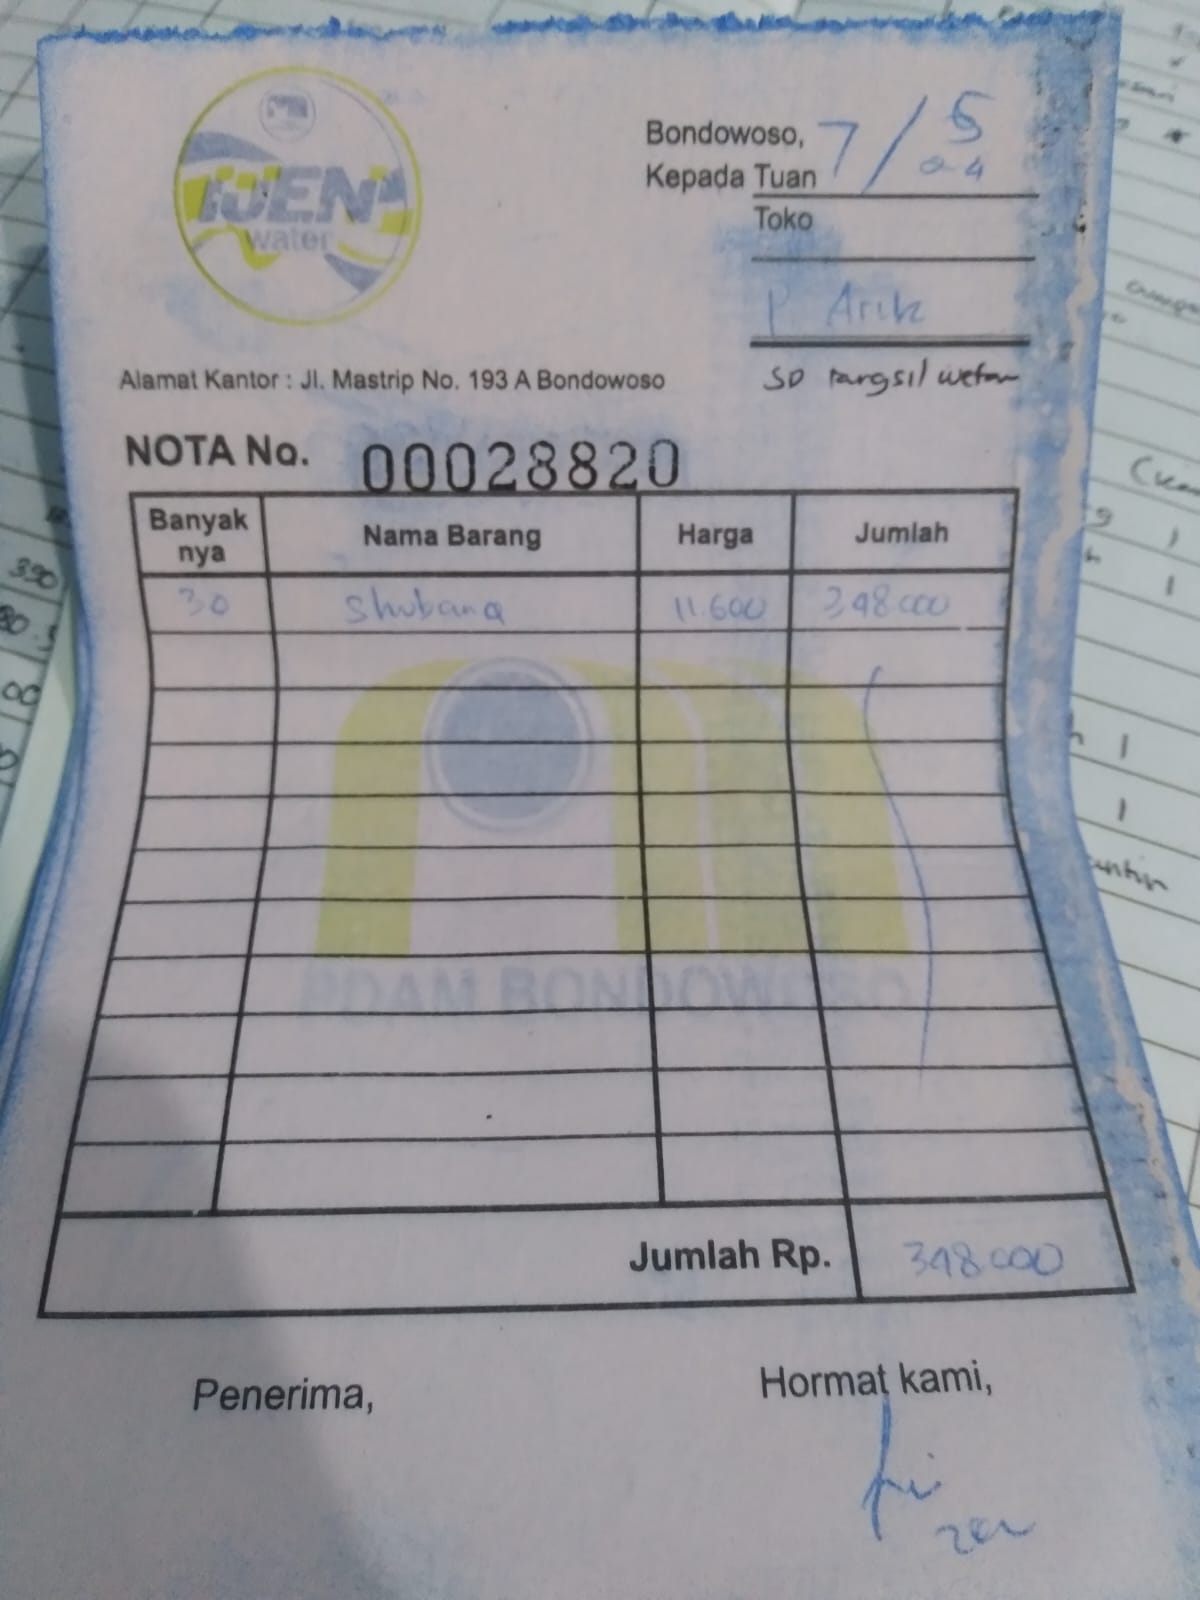 IJEN
water
Bondowoso, 7/5
24
Kepada Tuan
Toko
P Arik
Alamat Kantor : Jl. Mastrip No. 193 A Bondowoso
SD Tangsil wetan
NOTA No. 00028820
Banyak nya Nama Barang Harga Jumlah
30 Shubana 11.600 348.000
PDAM BONDOWOSO
Jumlah Rp. 348.000
Penerima, Hormat kami,